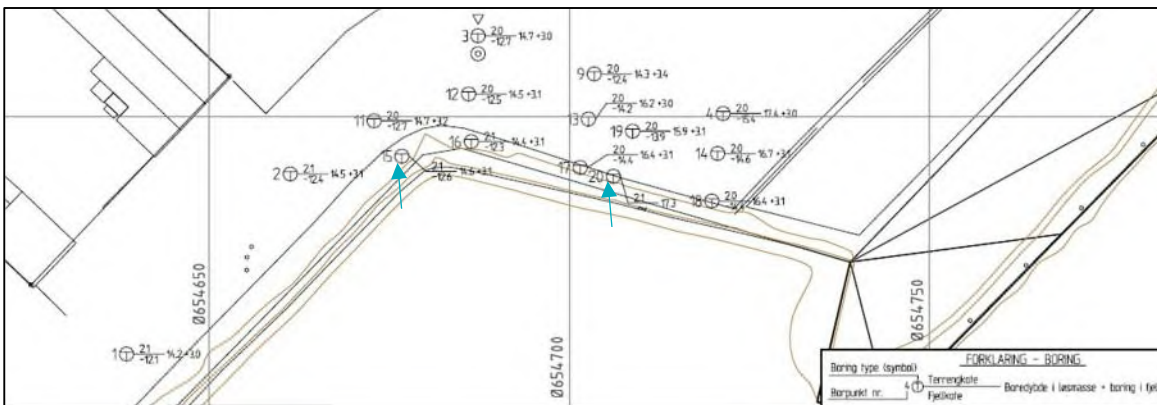 3 20/-12.7 14.7+3.0
9 20/-12.4 14.3+3.4
12 20/-12.5 14.5+3.1
13 20/-14.2 16.2+3.0
4 20/-15.4 17.4+3.0
11 20/-12.7 14.7+3.2
19 20/-13.9 15.9+3.1
16 21/-12.3 14.4+3.1
15 21/-12.6 14.6+3.1
17 20/-14.4 16.4+3.1
14 20/-14.6 16.7+3.1
2 21/-12.4 14.5+3.1
20 21/ 17.3
18 20/ 16.4+3.1
Ø654650
Ø654700
Ø654750
1 21/-12.1 14.2+3.0
FORKLARING - BORING
Boring type (symbol)
Terrengkote
Borpunkt nr. 4
Boredybde i løsmasse + boring i
Fjellkote